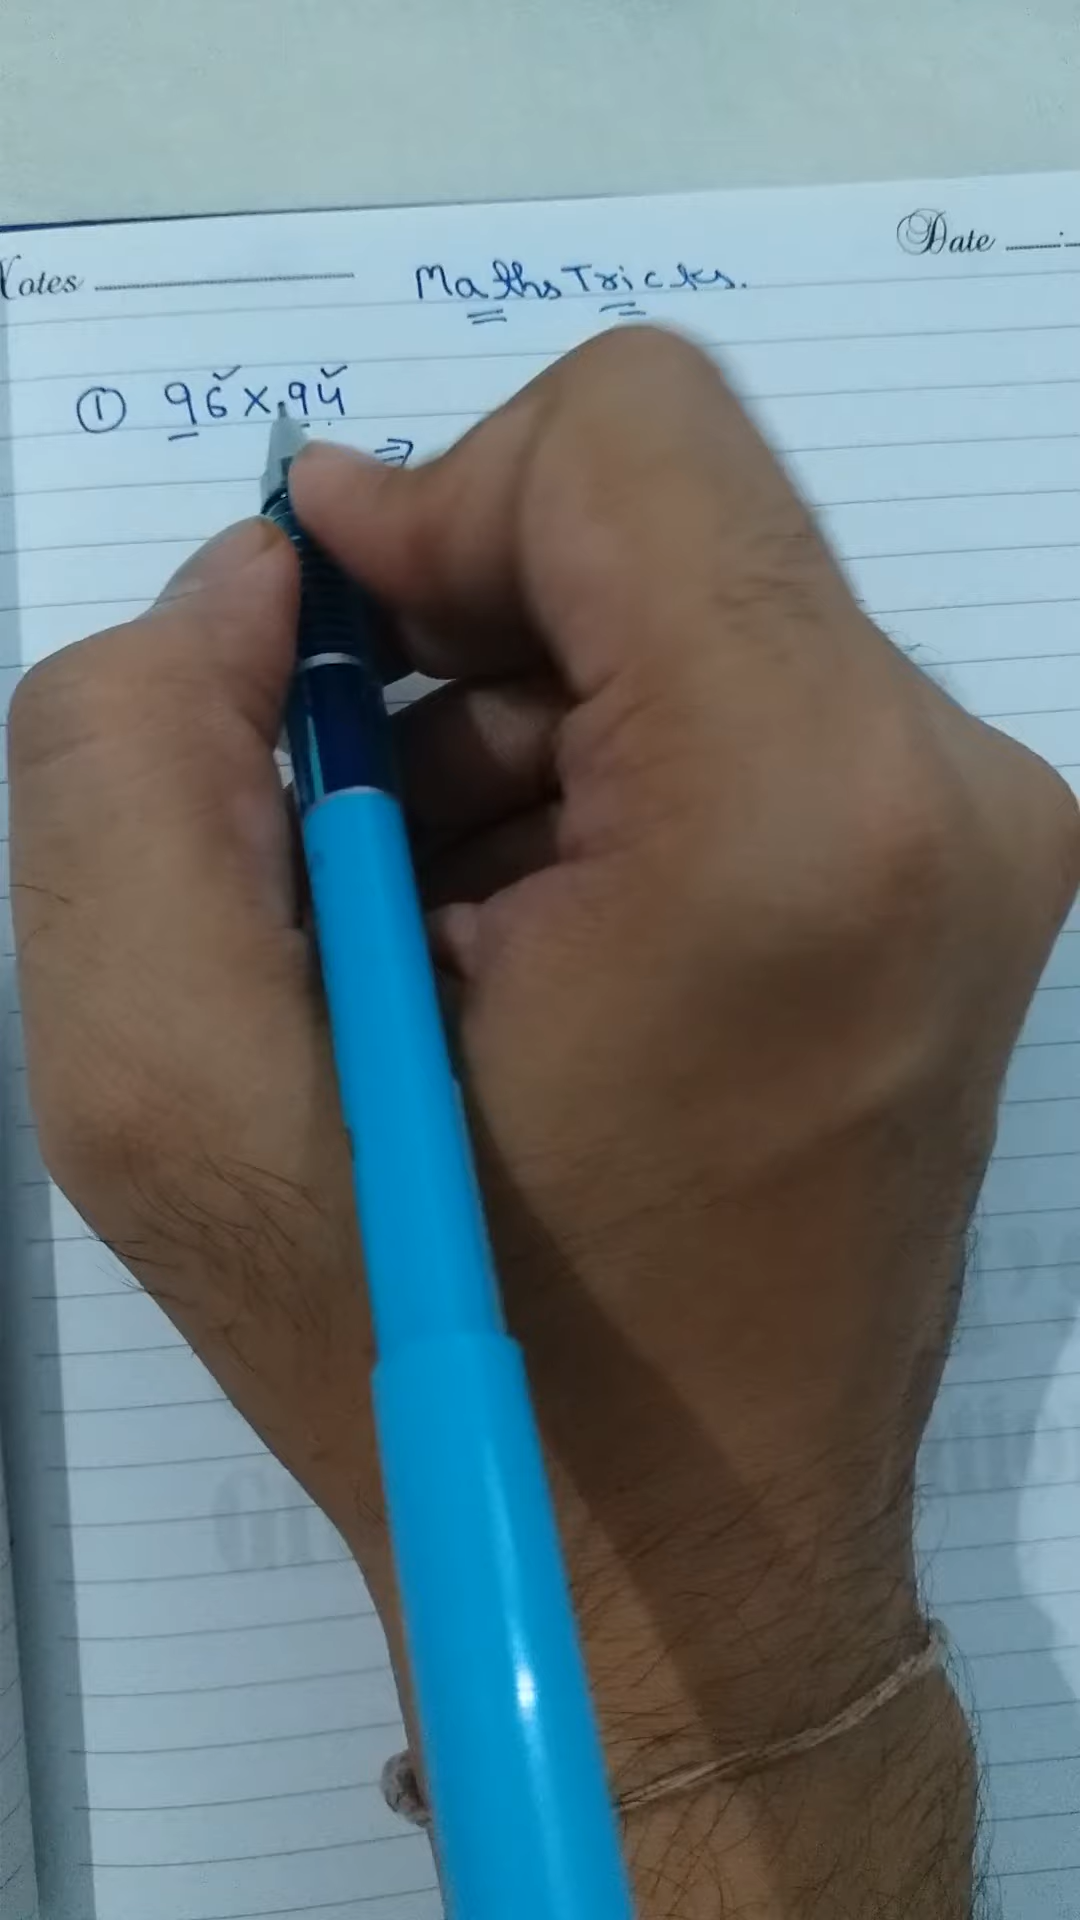 Notes
Date
Maths Tricks.
① 96 × 94
⇒